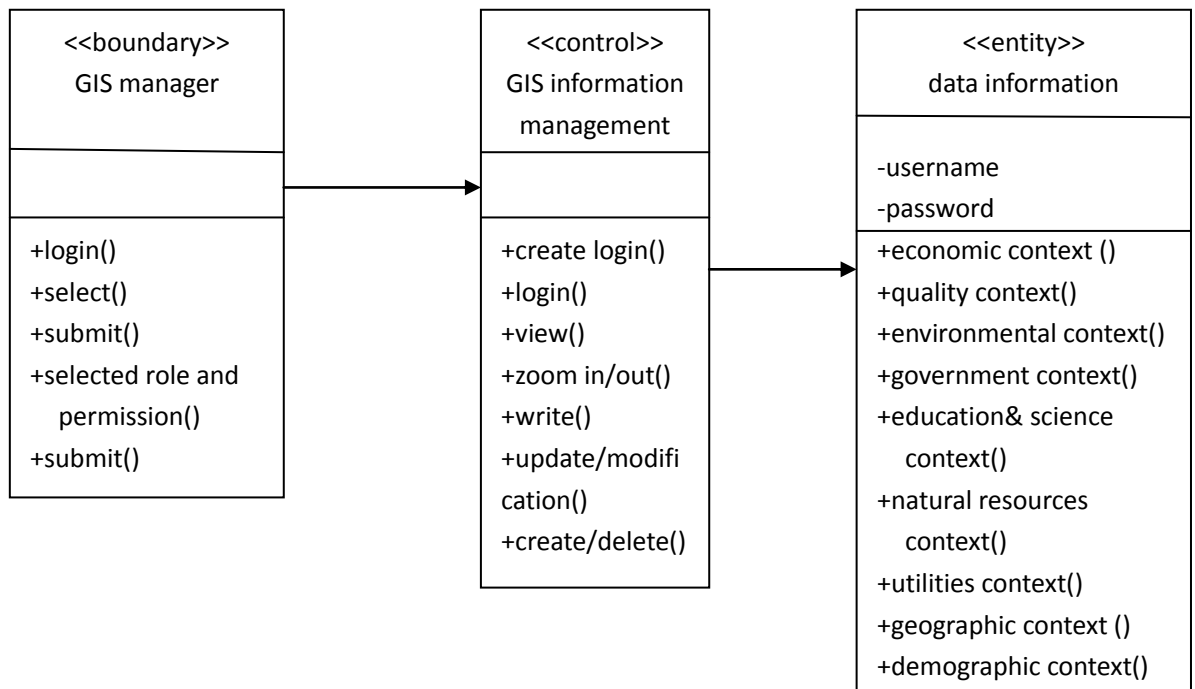 <<boundary>>
GIS manager
+login()
+select()
+submit()
+selected role and
permission()
+submit()
<<control>>
GIS information
management
+create login()
+login()
+view()
+zoom in/out()
+write()
+update/modifi
cation()
+create/delete()
<<entity>>
data information
-username
-password
+economic context ()
+quality context()
+environmental context()
+government context()
+education& science
context()
+natural resources
context()
+utilities context()
+geographic context ()
+demographic context()